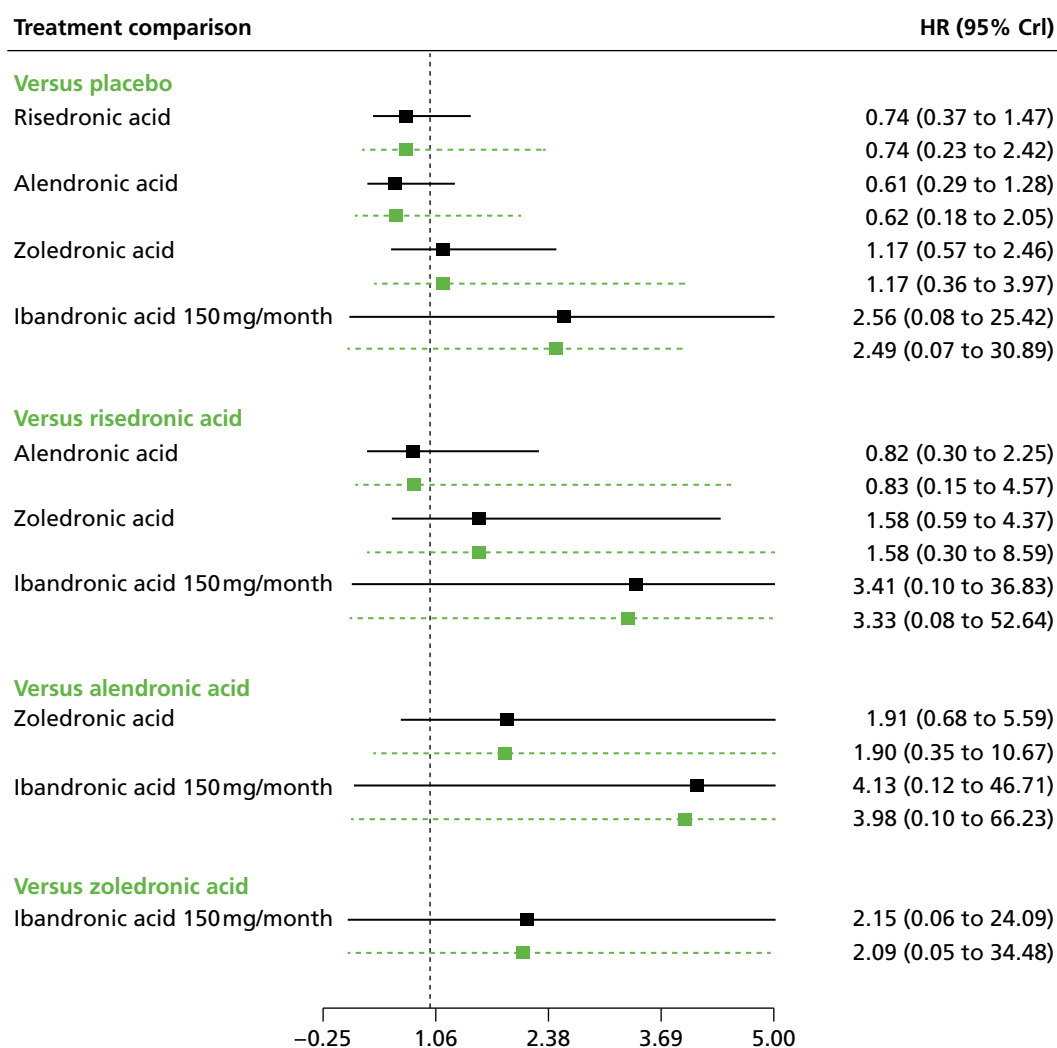 Treatment comparison HR (95% CrI)
Versus placebo
Risedronic acid 0.74 (0.37 to 1.47)
0.74 (0.23 to 2.42)
Alendronic acid 0.61 (0.29 to 1.28)
0.62 (0.18 to 2.05)
Zoledronic acid 1.17 (0.57 to 2.46)
1.17 (0.36 to 3.97)
Ibandronic acid 150 mg/month 2.56 (0.08 to 25.42)
2.49 (0.07 to 30.89)
Versus risedronic acid
Alendronic acid 0.82 (0.30 to 2.25)
0.83 (0.15 to 4.57)
Zoledronic acid 1.58 (0.59 to 4.37)
1.58 (0.30 to 8.59)
Ibandronic acid 150 mg/month 3.41 (0.10 to 36.83)
3.33 (0.08 to 52.64)
Versus alendronic acid
Zoledronic acid 1.91 (0.68 to 5.59)
1.90 (0.35 to 10.67)
Ibandronic acid 150 mg/month 4.13 (0.12 to 46.71)
3.98 (0.10 to 66.23)
Versus zoledronic acid
Ibandronic acid 150 mg/month 2.15 (0.06 to 24.09)
2.09 (0.05 to 34.48)
−0.25 1.06 2.38 3.69 5.00